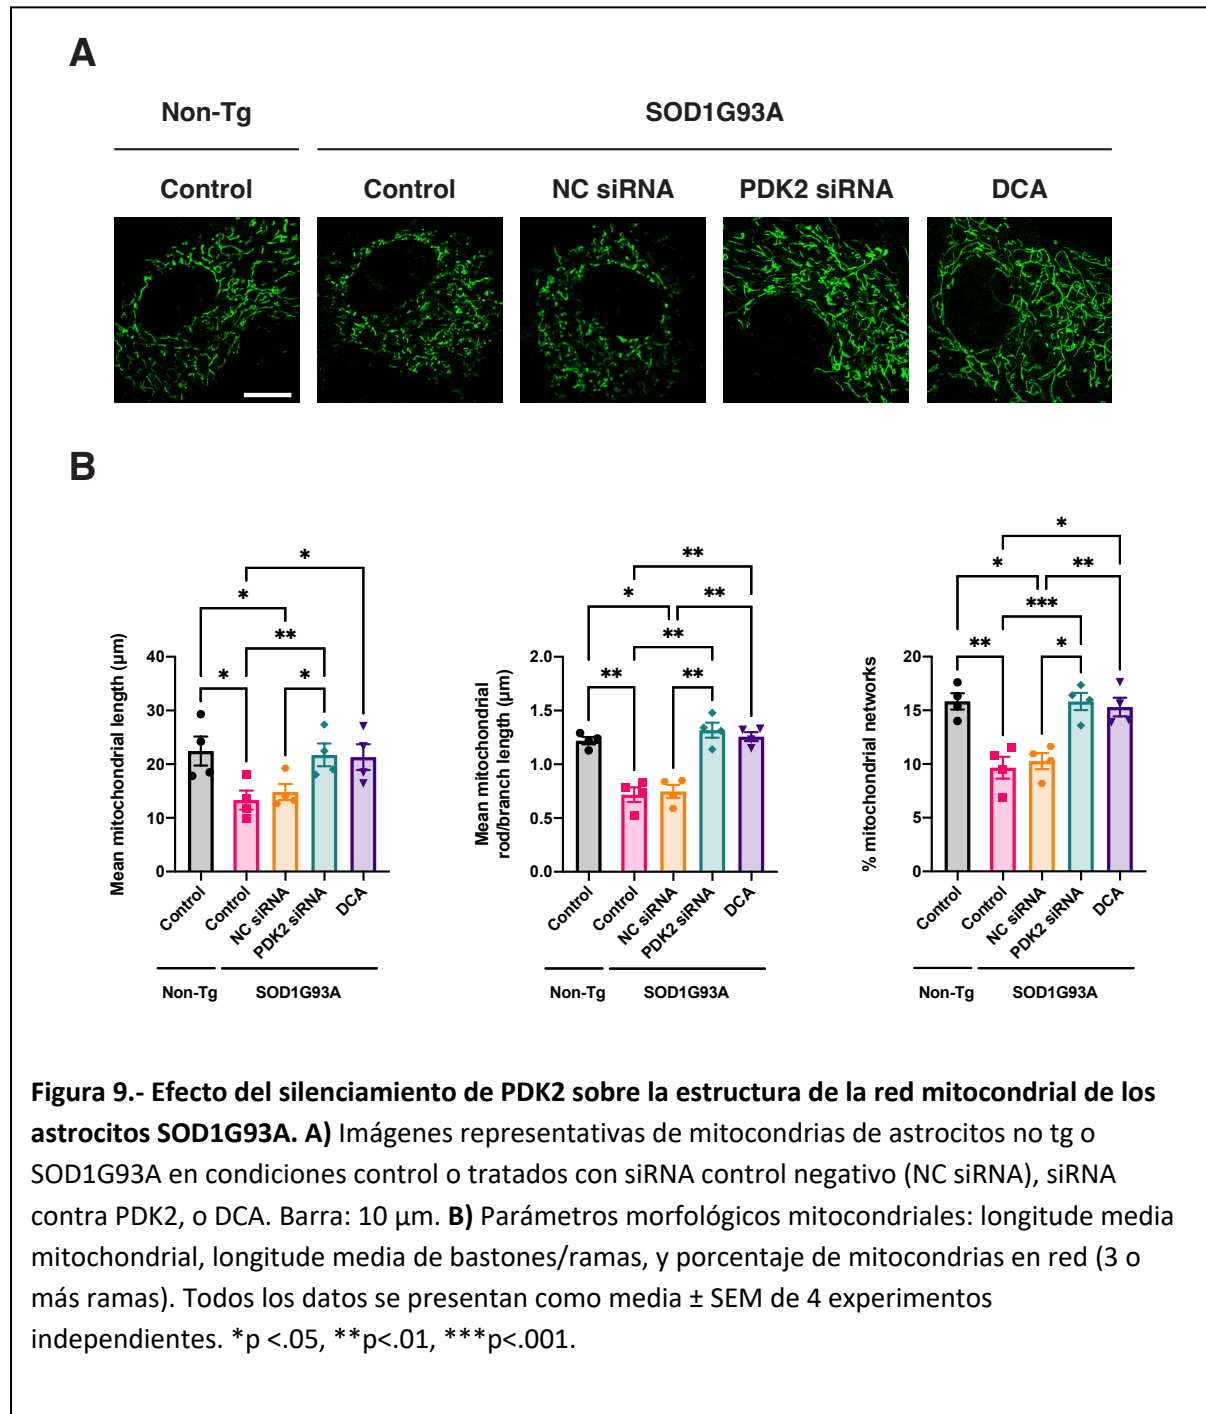 A
Non-Tg SOD1G93A
Control Control NC siRNA PDK2 siRNA DCA
B
Mean mitochondrial length (µm)
40
30
20
10
0
* * ** * * *
Control Control NC siRNA PDK2 siRNA DCA
Non-Tg SOD1G93A
Mean mitochondrial
rod/branch length (µm)
2.0
1.5
1.0
0.5
0.0
** * ** ** ** **
Control Control NC siRNA PDK2 siRNA DCA
Non-Tg SOD1G93A
% mitochondrial networks
20
15
10
5
0
* * ** *** ** *
Control Control NC siRNA PDK2 siRNA DCA
Non-Tg SOD1G93A
Figura 9.- Efecto del silenciamiento de PDK2 sobre la estructura de la red mitocondrial de los
astrocitos SOD1G93A. A) Imágenes representativas de mitocondrias de astrocitos no tg o
SOD1G93A en condiciones control o tratados con siRNA control negativo (NC siRNA), siRNA
contra PDK2, o DCA. Barra: 10 µm. B) Parámetros morfológicos mitocondriales: longitude media
mitochondrial, longitude media de bastones/ramas, y porcentaje de mitocondrias en red (3 o
más ramas). Todos los datos se presentan como media ± SEM de 4 experimentos
independientes. *p <.05, **p<.01, ***p<.001.